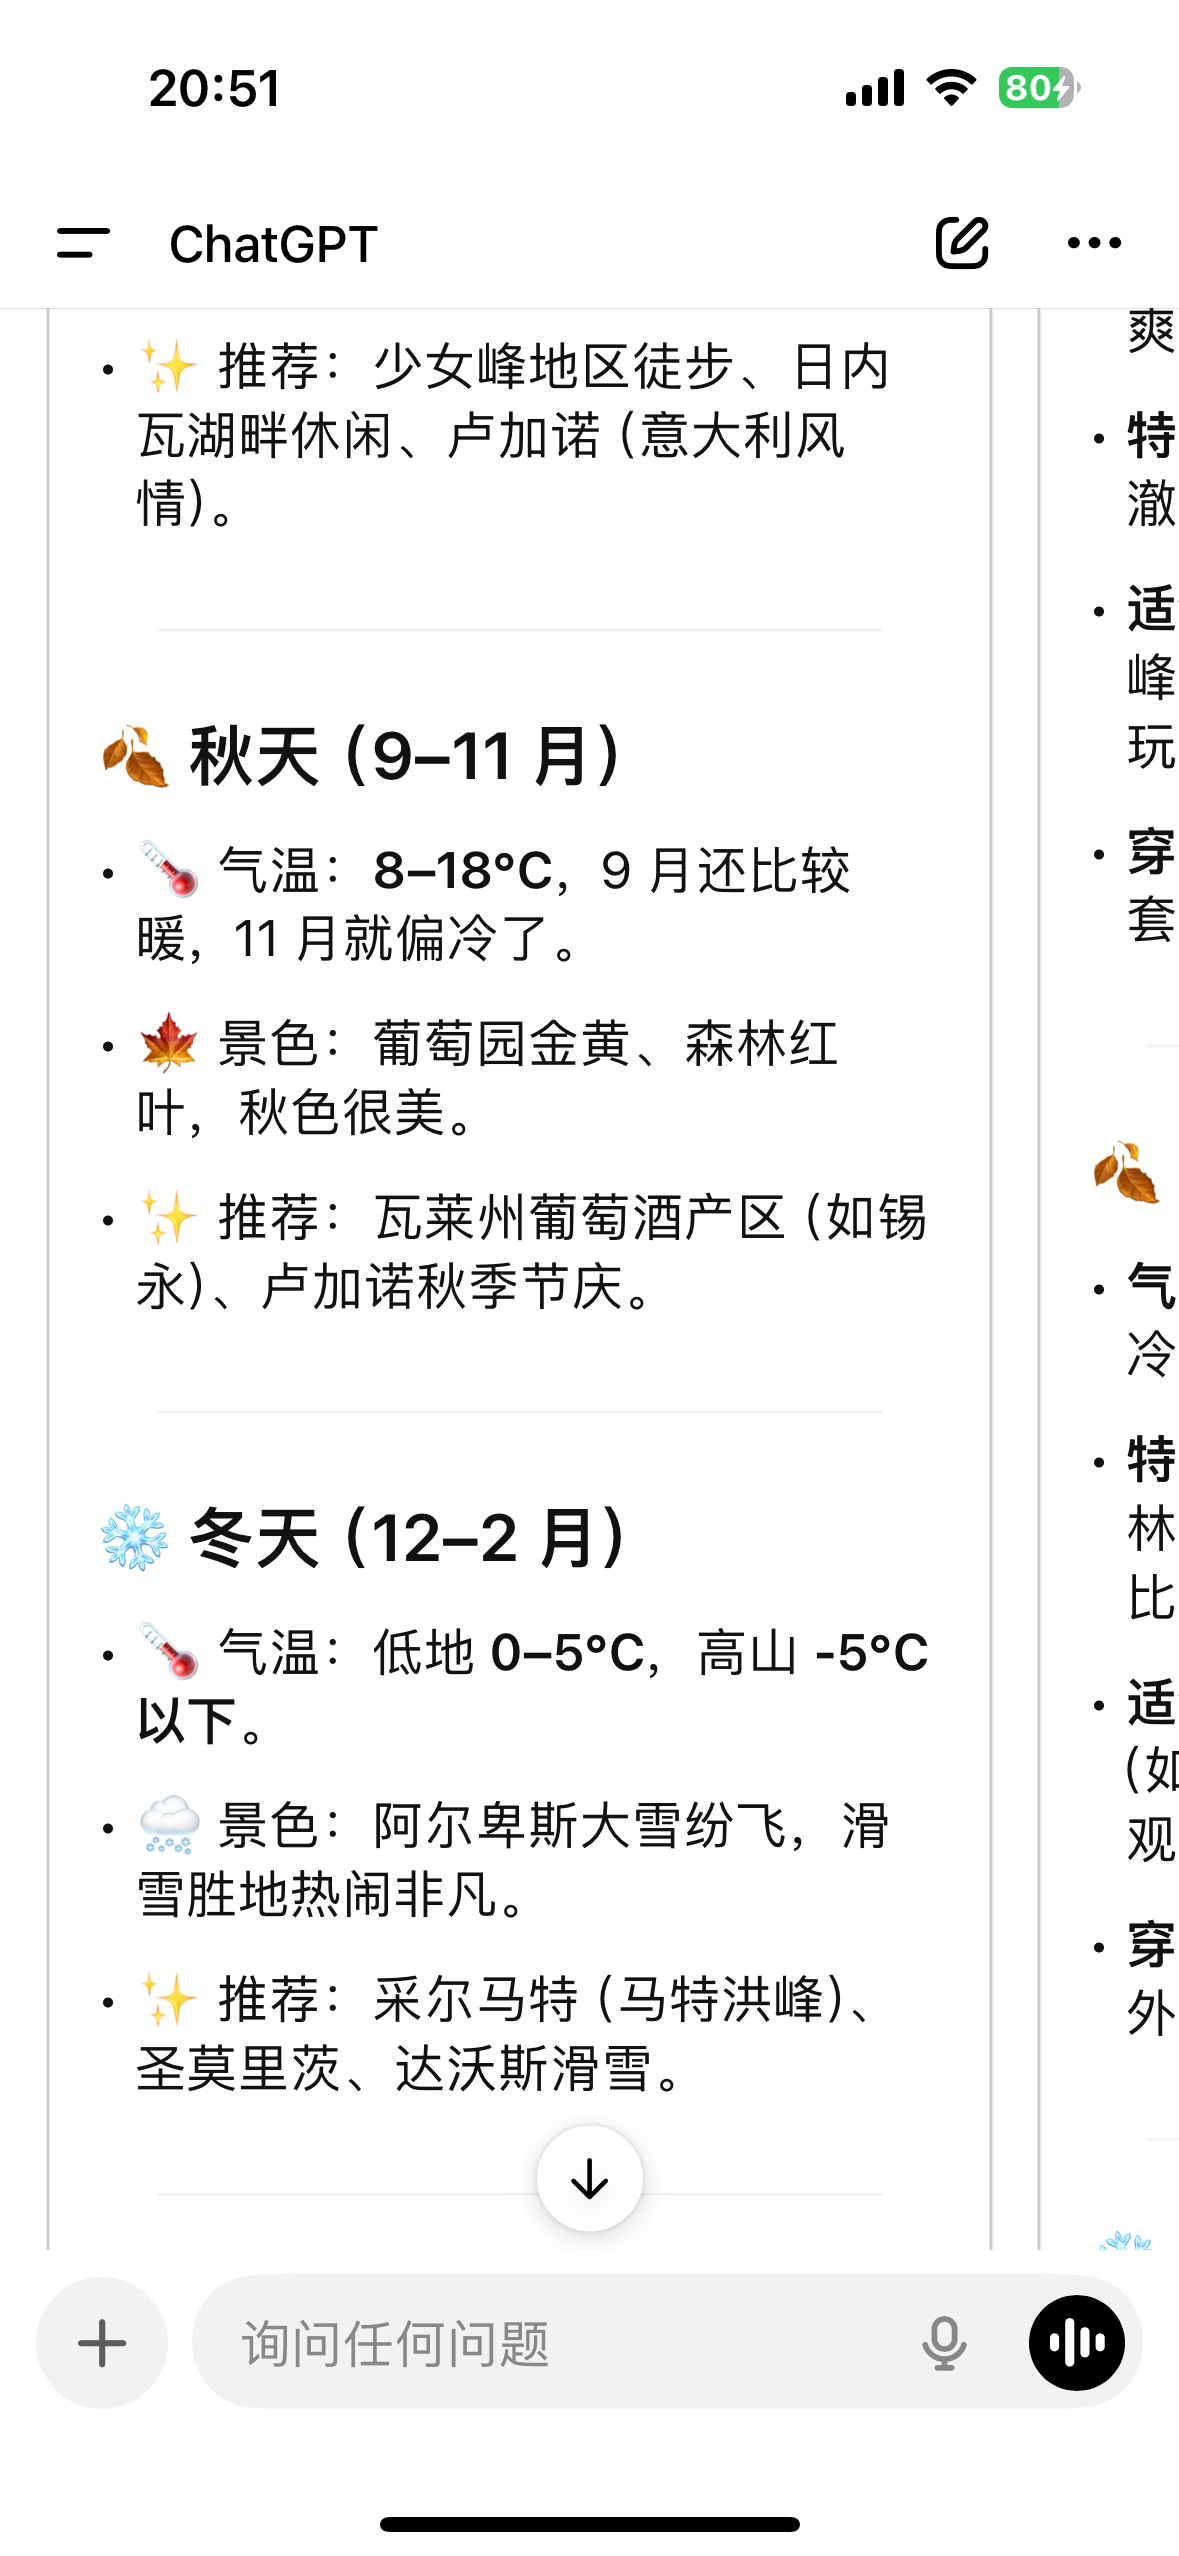 20:51
80
ChatGPT
✨ 推荐：少女峰地区徒步、日内
瓦湖畔休闲、卢加诺（意大利风
情）。
🍂 秋天（9–11 月）
🌡️ 气温：8–18°C，9 月还比较
暖，11 月就偏冷了。
🍁 景色：葡萄园金黄、森林红
叶，秋色很美。
✨ 推荐：瓦莱州葡萄酒产区（如锡
永）、卢加诺秋季节庆。
❄️ 冬天（12–2 月）
🌡️ 气温：低地 0–5°C，高山 -5°C
以下。
🌨️ 景色：阿尔卑斯大雪纷飞，滑
雪胜地热闹非凡。
✨ 推荐：采尔马特（马特洪峰）、
圣莫里茨、达沃斯滑雪。
爽
特
澈
适
峰
玩
穿
套
🍂
气
冷
特
林
比
适
（如
观
穿
外
询问任何问题